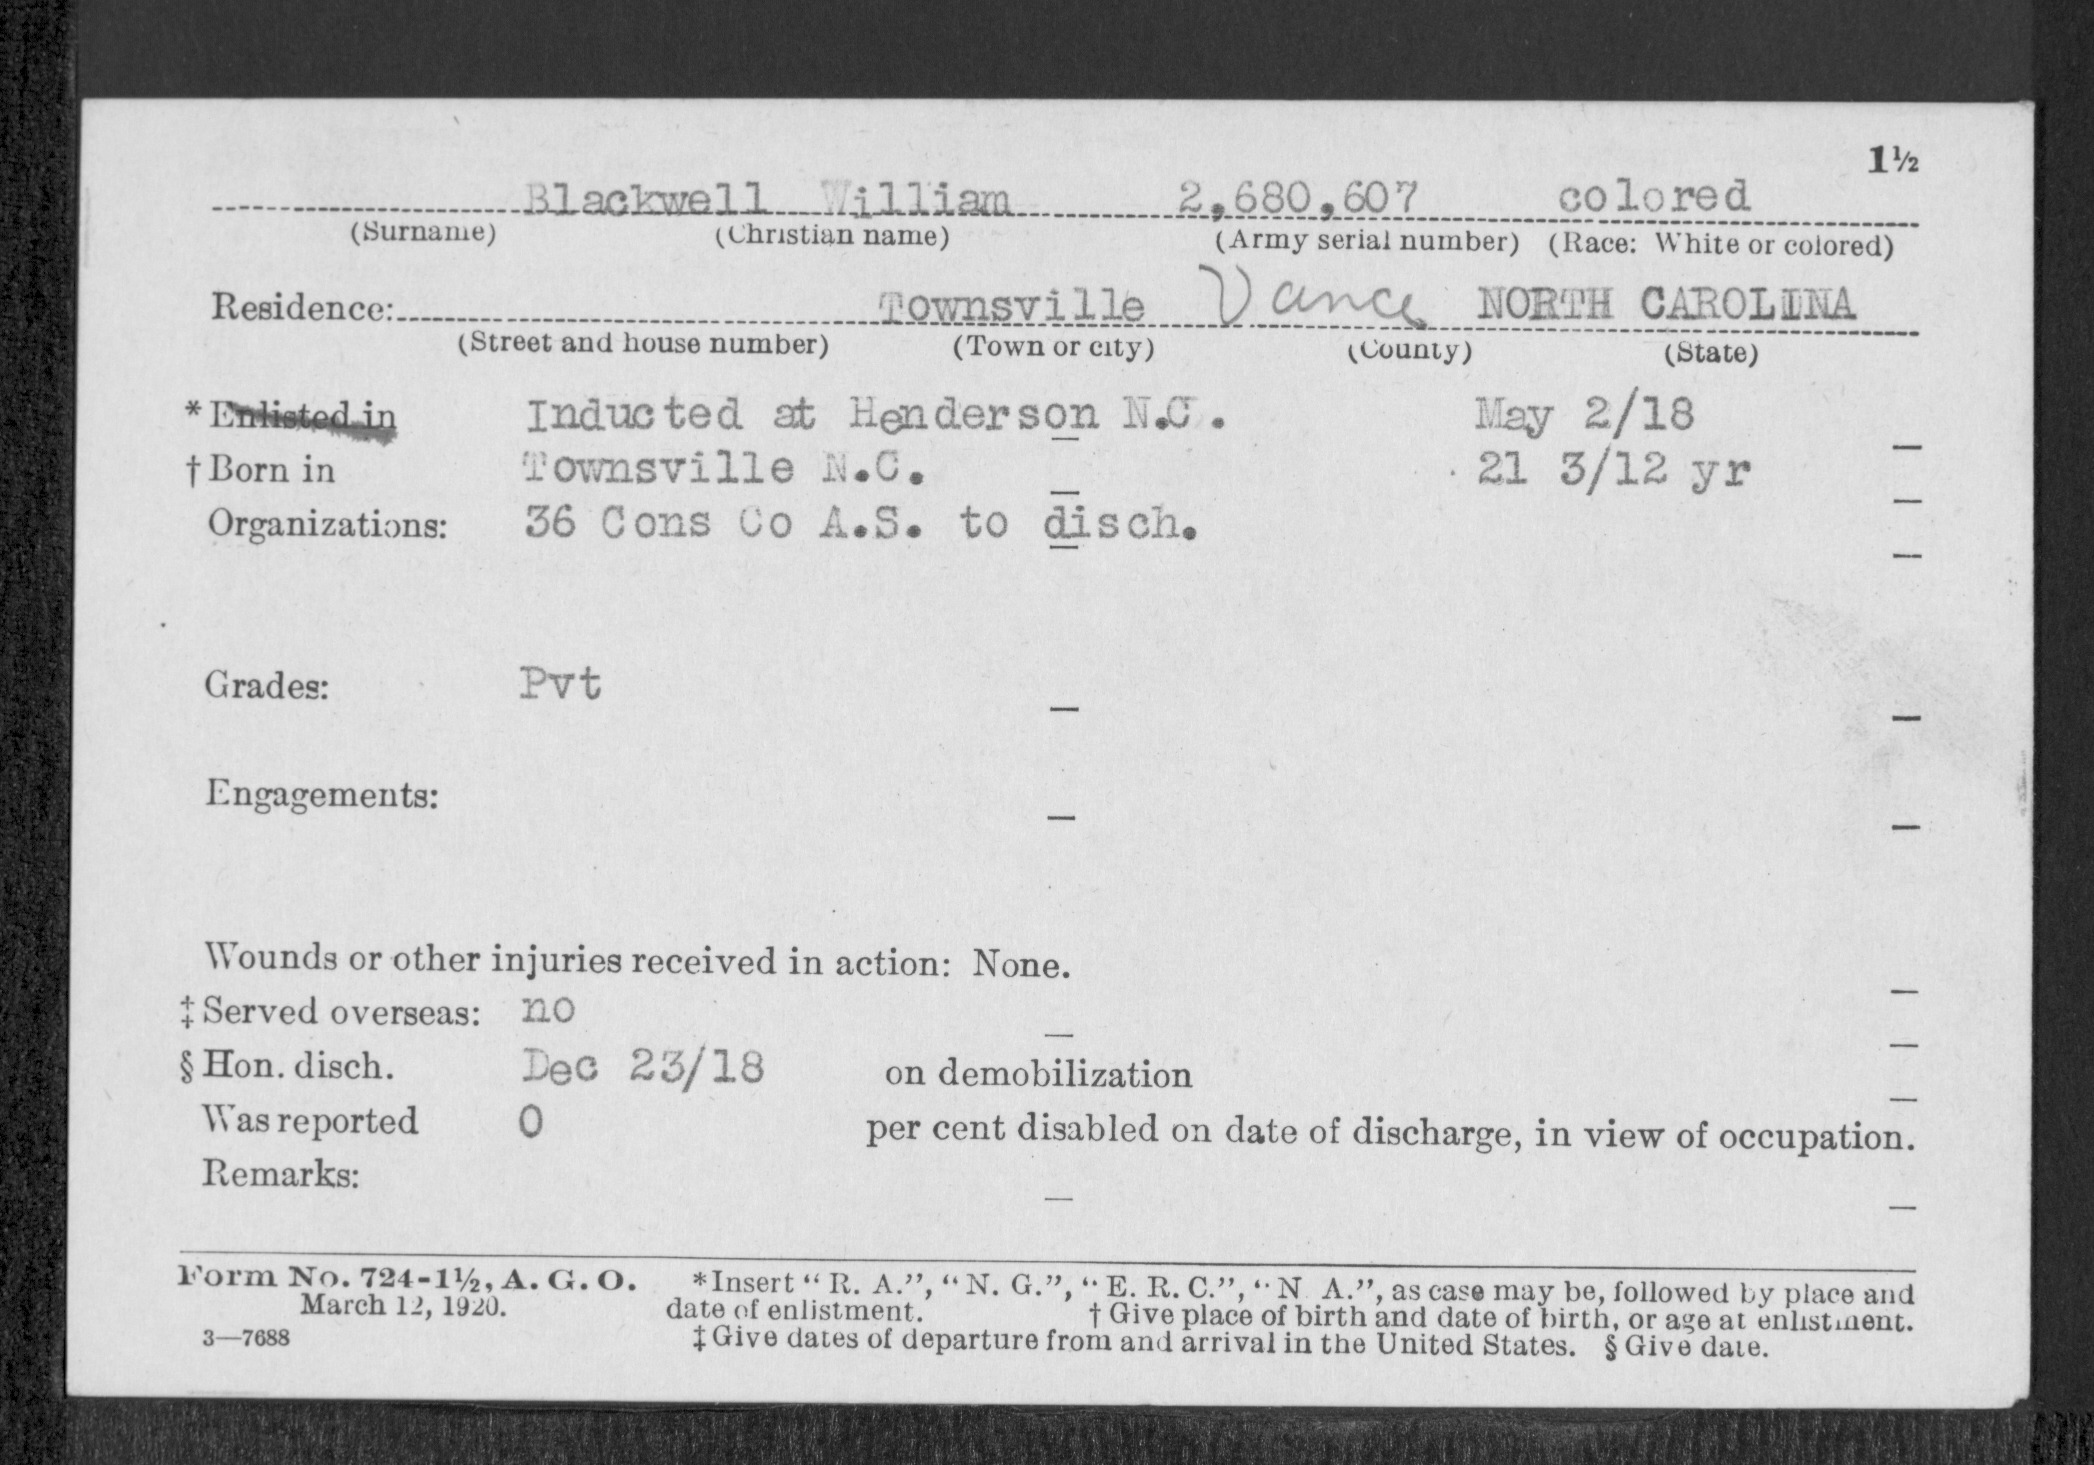 1½
Blackwell William 2,680,607 colored
(Surname) (Christian name) (Army serial number) (Race: White or colored)
Residence: Townsville Vance NORTH CAROLINA
(Street and house number) (Town or city) (County) (State)
* Enlisted in Inducted at Henderson N.C. May 2/18
† Born in Townsville N.C. 21 3/12 yr
Organizations: 36 Cons Co A.S. to disch.
Grades: Pvt
Engagements:
Wounds or other injuries received in action: None.
‡ Served overseas: no
§ Hon. disch. Dec 23/18 on demobilization
Was reported 0 per cent disabled on date of discharge, in view of occupation.
Remarks:
Form No. 724-1½, A. G. O. *Insert "R. A.", "N. G.", "E. R. C.", "N A.", as case may be, followed by place and
March 12, 1920. date of enlistment. † Give place of birth and date of birth, or age at enlistment.
3—7688 ‡ Give dates of departure from and arrival in the United States. § Give date.